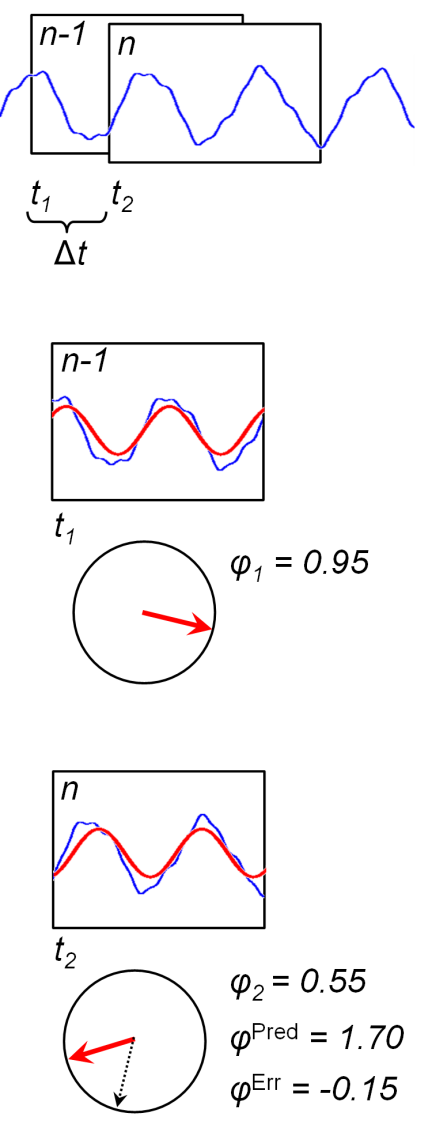 n-1
n
t1 t2
Δt
n-1
t1
φ1 = 0.95
n
t2
φ2 = 0.55
φPred = 1.70
φErr = -0.15